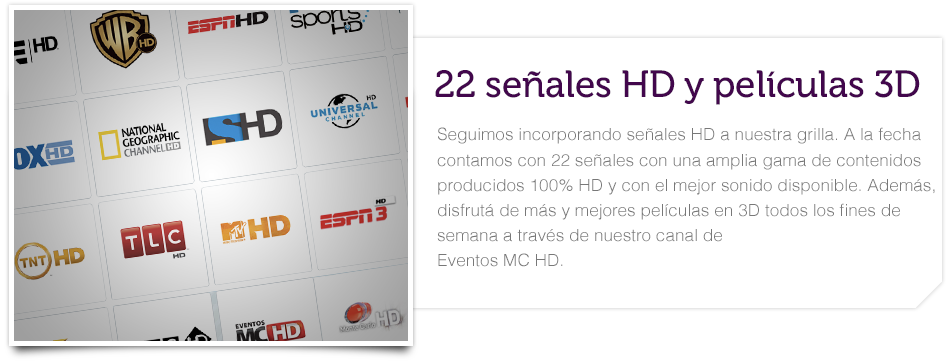 HD
WB HD
ESPN HD
sports HD
OX HD
NATIONAL
GEOGRAPHIC
CHANNEL HD
S HD
UNIVERSAL HD
CHANNEL
TNT HD
TLC
HD
MTV HD
HD
ESPN 3
EVENTOS
MC HD
HD
22 señales HD y películas 3D
Seguimos incorporando señales HD a nuestra grilla. A la fecha
contamos con 22 señales con una amplia gama de contenidos
producidos 100% HD y con el mejor sonido disponible. Además,
disfrutá de más y mejores películas en 3D todos los fines de
semana a través de nuestro canal de
Eventos MC HD.